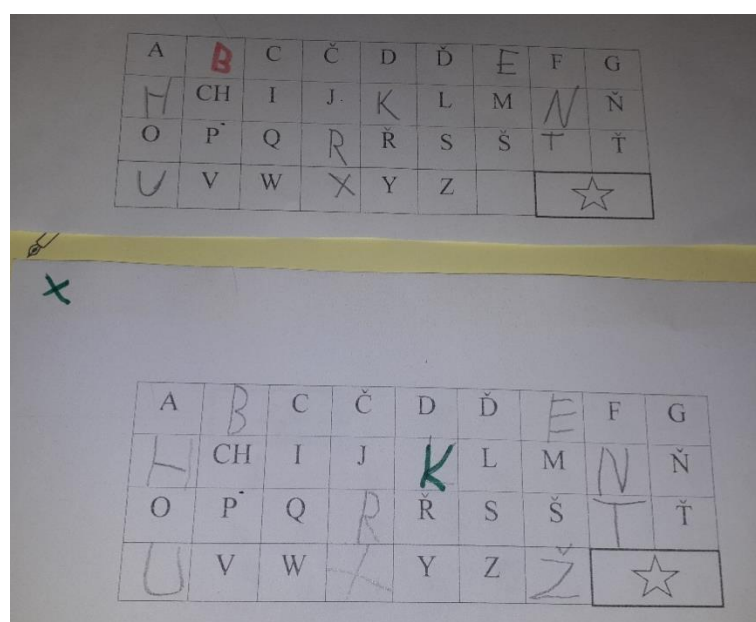 A B C Č D Ď E F G
H CH I J K L M N Ň
O P Q R Ř S Š T Ť
U V W X Y Z
X
A B C Č D Ď E F G
H CH I J K L M N Ň
O P Q R Ř S Š T Ť
U V W X Y Z Ž